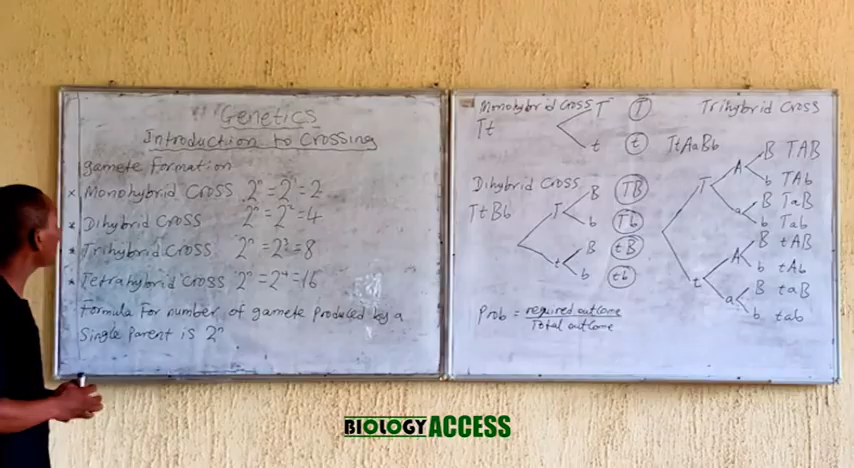 Genetics
Introduction to Crossing
gamete Formation
× Monohybrid Cross 2ⁿ = 2¹ = 2
* Dihybrid Cross 2ⁿ = 2² = 4
* Trihybrid Cross 2ⁿ = 2³ = 8
* Tetrahybrid Cross 2ⁿ = 2⁴ = 16
Formula For number of gamete produced by a
Single Parent is 2ⁿ
Monohybrid Cross
Tt
T T
t t
Dihybrid Cross
TtBb
T B TB
b Tb
t B tB
b tb
Prob = required outcome
Total outcome
Trihybrid Cross
TtAaBb
T A B TAB
b TAb
a B TaB
b Tab
t A B tAB
b tAb
a B taB
b tab
BIOLOGY ACCESS